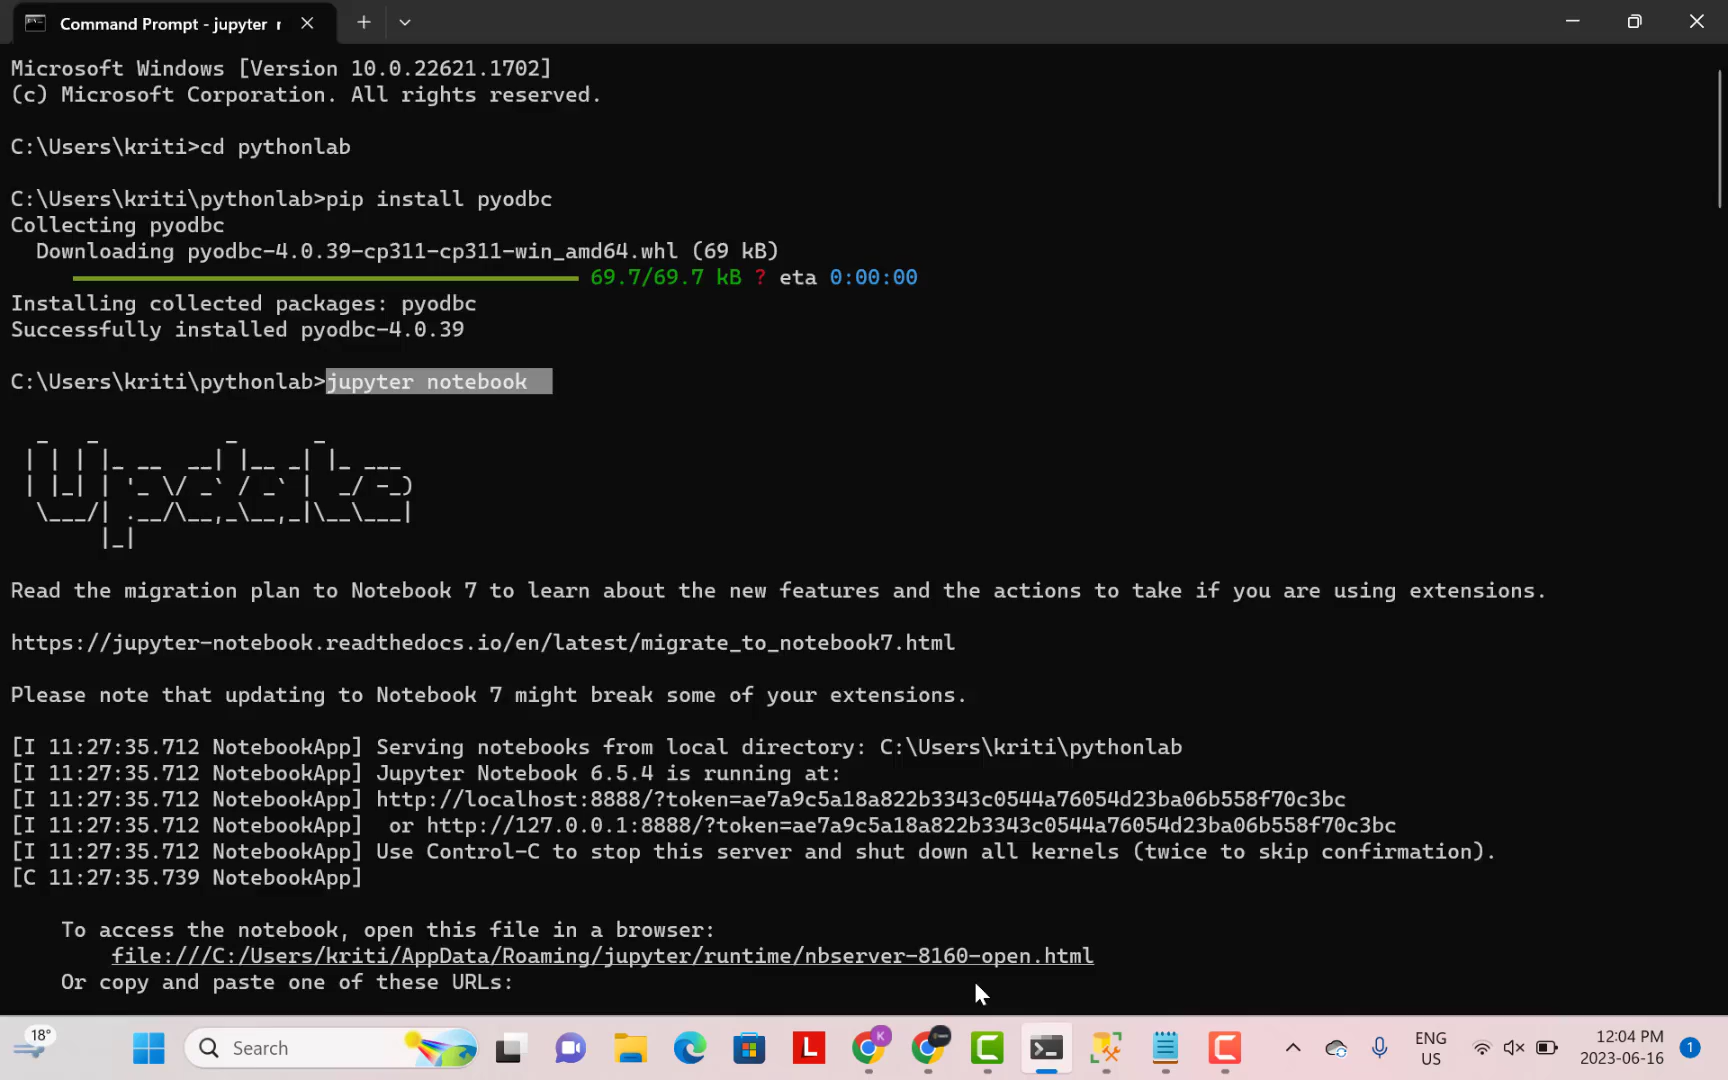 Command Prompt - jupyter r
Microsoft Windows [Version 10.0.22621.1702]
(c) Microsoft Corporation. All rights reserved.
C:\Users\kriti>cd pythonlab
C:\Users\kriti\pythonlab>pip install pyodbc
Collecting pyodbc
Downloading pyodbc-4.0.39-cp311-cp311-win_amd64.whl (69 kB)
69.7/69.7 kB ? eta 0:00:00
Installing collected packages: pyodbc
Successfully installed pyodbc-4.0.39
C:\Users\kriti\pythonlab>jupyter notebook
Update
Read the migration plan to Notebook 7 to learn about the new features and the actions to take if you are using extensions.
https://jupyter-notebook.readthedocs.io/en/latest/migrate_to_notebook7.html
Please note that updating to Notebook 7 might break some of your extensions.
[I 11:27:35.712 NotebookApp] Serving notebooks from local directory: C:\Users\kriti\pythonlab
[I 11:27:35.712 NotebookApp] Jupyter Notebook 6.5.4 is running at:
[I 11:27:35.712 NotebookApp] http://localhost:8888/?token=ae7a9c5a18a822b3343c0544a76054d23ba06b558f70c3bc
[I 11:27:35.712 NotebookApp]  or http://127.0.0.1:8888/?token=ae7a9c5a18a822b3343c0544a76054d23ba06b558f70c3bc
[I 11:27:35.712 NotebookApp] Use Control-C to stop this server and shut down all kernels (twice to skip confirmation).
[C 11:27:35.739 NotebookApp]
To access the notebook, open this file in a browser:
file:///C:/Users/kriti/AppData/Roaming/jupyter/runtime/nbserver-8160-open.html
Or copy and paste one of these URLs:
18°
Search
L
K
ENG
US
12:04 PM
2023-06-16
1